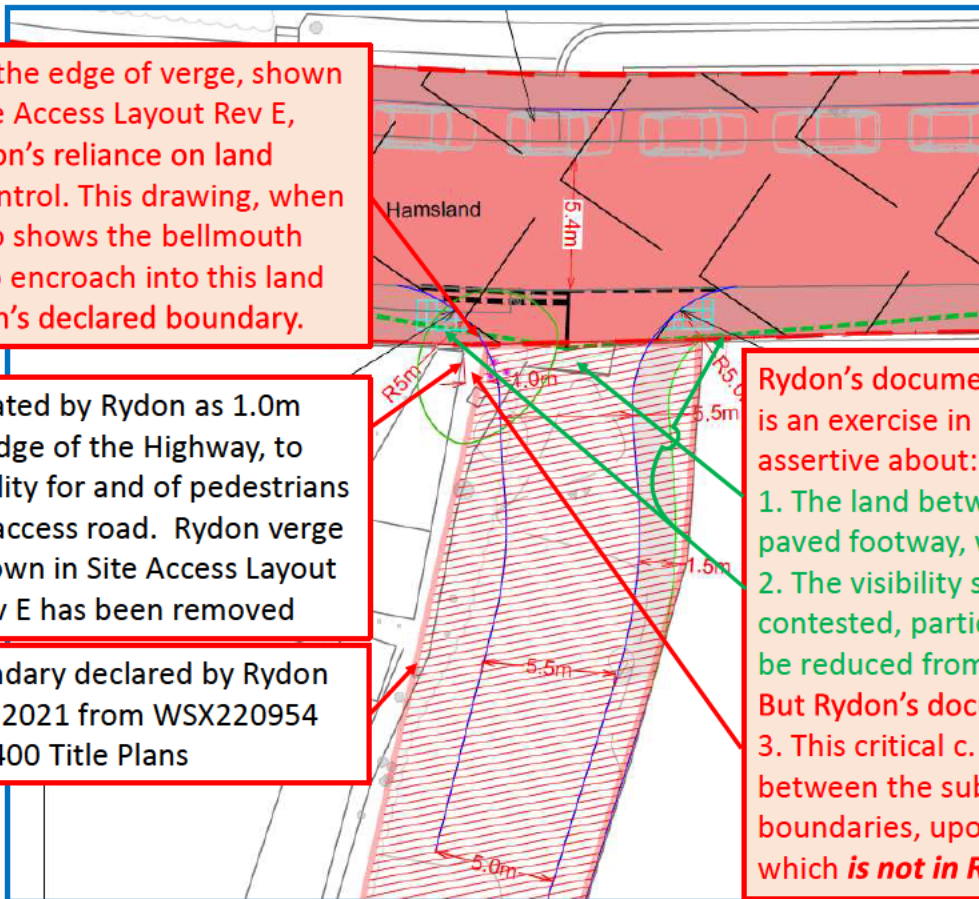 the edge of verge, shown
Access Layout Rev E,
on's reliance on land
ntrol. This drawing, when
shows the bellmouth
encroach into this land
n's declared boundary.
Hamsland
5.4m
R5m
1.0m
R5.0
5.5m
1.5m
5.5m
5.0m
ated by Rydon as 1.0m
dge of the Highway, to
lity for and of pedestrians
access road. Rydon verge
own in Site Access Layout
v E has been removed
ndary declared by Rydon
2021 from WSX220954
400 Title Plans
Rydon's docume
is an exercise in
assertive about:
1. The land betw
paved footway, w
2. The visibility s
contested, partic
be reduced from
But Rydon's doc
3. This critical c.
between the sub
boundaries, upo
which is not in R